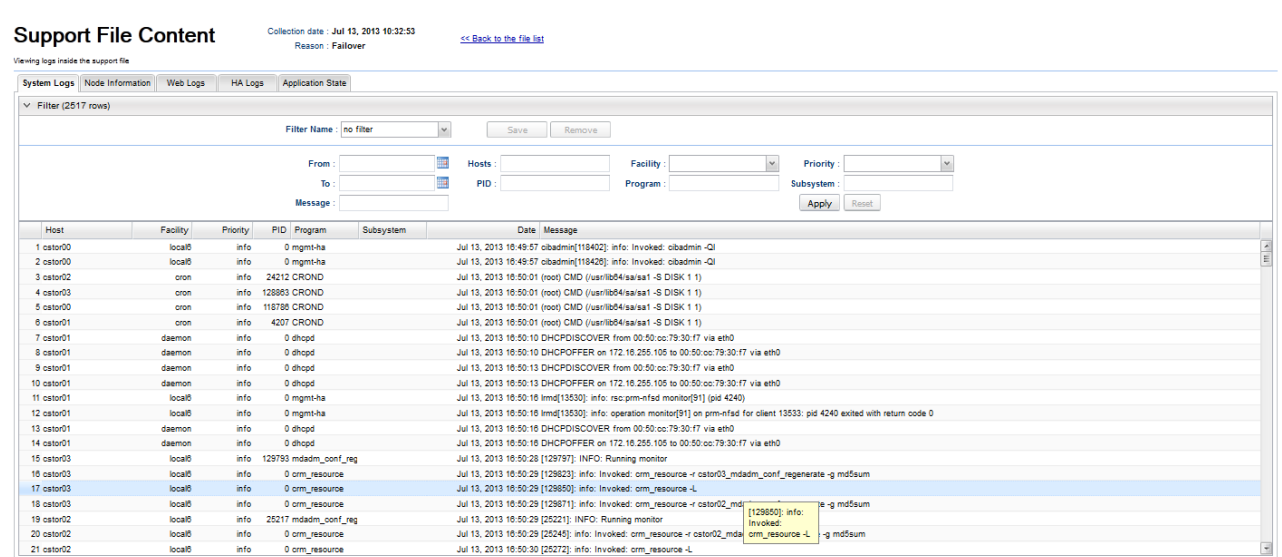 Support File Content
Collection date : Jul 13, 2013 10:32:53
Reason : Failover
<< Back to the file list
Viewing logs inside the support file
System Logs Node Information Web Logs HA Logs Application State
Filter (2517 rows)
Filter Name : no filter Save Remove
From : Hosts : Facility : Priority :
To : PID : Program : Subsystem :
Message : Apply Reset
Host Facility Priority PID Program Subsystem Date Message
1 cstor00 local6 info 0 mgmt-ha Jul 13, 2013 16:49:57 cibadmin[118402]: info: Invoked: cibadmin -Ql
2 cstor00 local6 info 0 mgmt-ha Jul 13, 2013 16:49:57 cibadmin[118426]: info: Invoked: cibadmin -Ql
3 cstor02 cron info 24212 CROND Jul 13, 2013 16:50:01 (root) CMD (/usr/lib64/sa/sa1 -S DISK 1 1)
4 cstor03 cron info 128863 CROND Jul 13, 2013 16:50:01 (root) CMD (/usr/lib64/sa/sa1 -S DISK 1 1)
5 cstor00 cron info 118786 CROND Jul 13, 2013 16:50:01 (root) CMD (/usr/lib64/sa/sa1 -S DISK 1 1)
6 cstor01 cron info 4207 CROND Jul 13, 2013 16:50:01 (root) CMD (/usr/lib64/sa/sa1 -S DISK 1 1)
7 cstor01 daemon info 0 dhcpd Jul 13, 2013 16:50:10 DHCPDISCOVER from 00:50:cc:79:30:f7 via eth0
8 cstor01 daemon info 0 dhcpd Jul 13, 2013 16:50:10 DHCPOFFER on 172.16.255.105 to 00:50:cc:79:30:f7 via eth0
9 cstor01 daemon info 0 dhcpd Jul 13, 2013 16:50:13 DHCPDISCOVER from 00:50:cc:79:30:f7 via eth0
10 cstor01 daemon info 0 dhcpd Jul 13, 2013 16:50:13 DHCPOFFER on 172.16.255.105 to 00:50:cc:79:30:f7 via eth0
11 cstor01 local6 info 0 mgmt-ha Jul 13, 2013 16:50:16 lrmd[13530]: info: rsc:prm-nfsd monitor[91] (pid 4240)
12 cstor01 local6 info 0 mgmt-ha Jul 13, 2013 16:50:16 lrmd[13530]: info: operation monitor[91] on prm-nfsd for client 13533: pid 4240 exited with return code 0
13 cstor01 daemon info 0 dhcpd Jul 13, 2013 16:50:16 DHCPDISCOVER from 00:50:cc:79:30:f7 via eth0
14 cstor01 daemon info 0 dhcpd Jul 13, 2013 16:50:16 DHCPOFFER on 172.16.255.105 to 00:50:cc:79:30:f7 via eth0
15 cstor03 local6 info 129793 mdadm_conf_reg Jul 13, 2013 16:50:28 [129797]: INFO: Running monitor
16 cstor03 local6 info 0 crm_resource Jul 13, 2013 16:50:29 [129823]: info: Invoked: crm_resource -r cstor03_mdadm_conf_regenerate -g md5sum
17 cstor03 local6 info 0 crm_resource Jul 13, 2013 16:50:29 [129850]: info: Invoked: crm_resource -L
18 cstor03 local6 info 0 crm_resource Jul 13, 2013 16:50:29 [129871]: info: Invoked: crm_resource -r cstor02_md te -g md5sum
[129850]: info:
Invoked:
crm_resource -L
19 cstor02 local6 info 25217 mdadm_conf_reg Jul 13, 2013 16:50:29 [25221]: INFO: Running monitor
20 cstor02 local6 info 0 crm_resource Jul 13, 2013 16:50:29 [25245]: info: Invoked: crm_resource -r cstor02_mda -g md5sum
21 cstor02 local6 info 0 crm_resource Jul 13, 2013 16:50:30 [25272]: info: Invoked: crm_resource -L